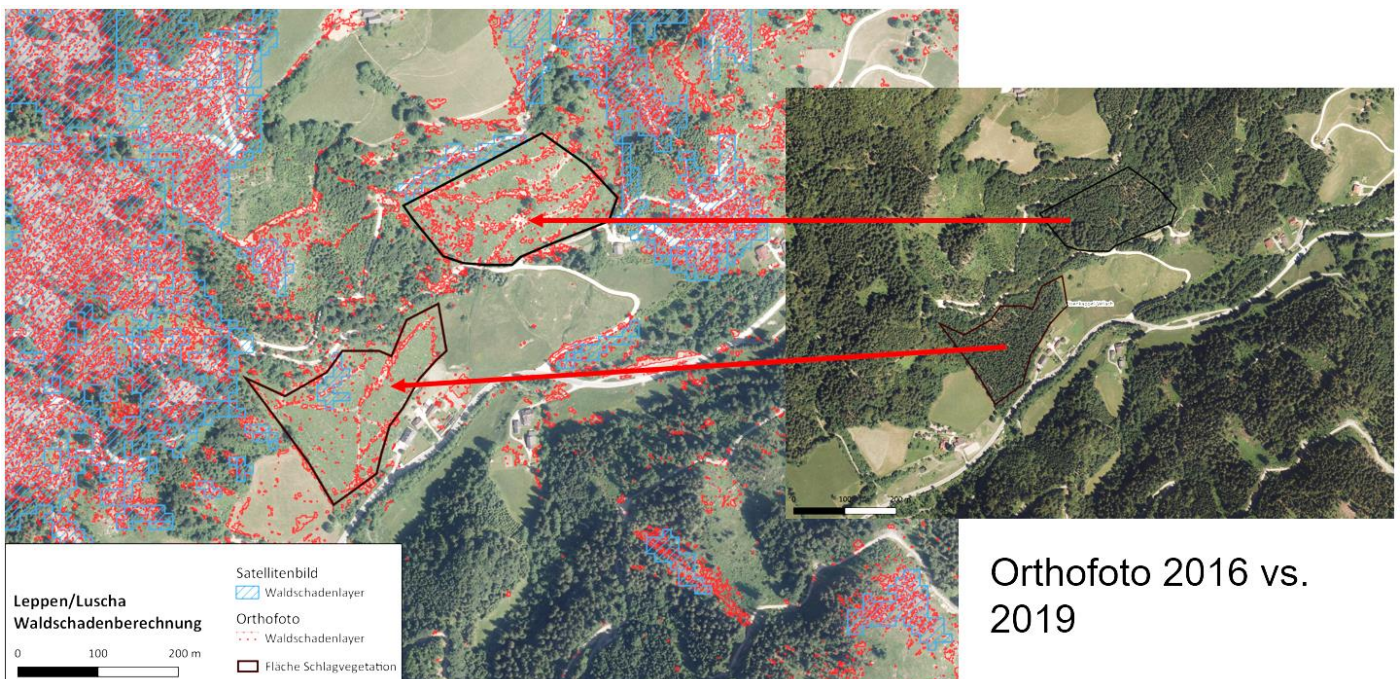 Leppen/Luscha
Waldschadenberechnung
0 100 200 m
Satellitenbild
Waldschadenlayer
Orthofoto
Waldschadenlayer
Fläche Schlagvegetation
Orthofoto 2016 vs.
2019